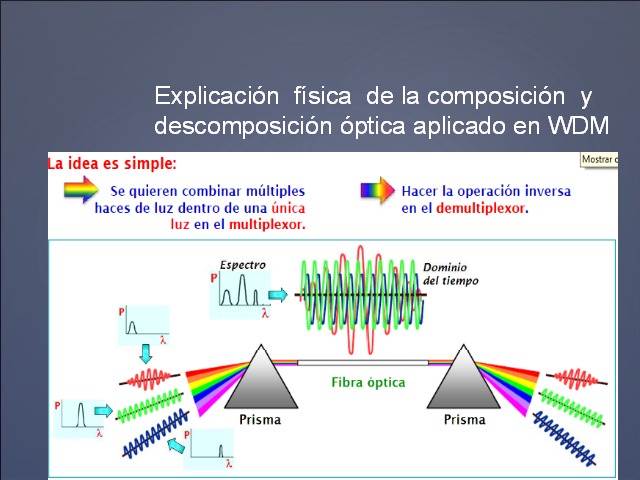 Explicación física de la composición y
descomposición óptica aplicado en WDM
La idea es simple:
Mostrar
Se quieren combinar múltiples
haces de luz dentro de una única
luz en el multiplexor.
Hacer la operación inversa
en el demultiplexor.
Espectro
P
λ
Dominio
del tiempo
P
λ
Fibra óptica
P
λ
P
λ
Prisma
Prisma